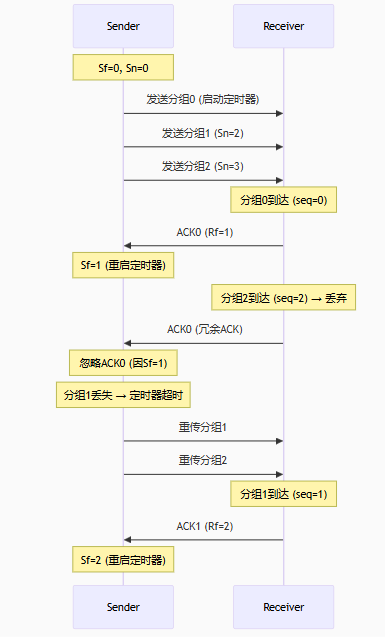 Sender Receiver
Sf=0, Sn=0
发送分组0 (启动定时器)
发送分组1 (Sn=2)
发送分组2 (Sn=3)
分组0到达 (seq=0)
ACK0 (Rf=1)
Sf=1 (重启定时器)
分组2到达 (seq=2) → 丢弃
ACK0 (冗余ACK)
忽略ACK0 (因Sf=1)
分组1丢失 → 定时器超时
重传分组1
重传分组2
分组1到达 (seq=1)
ACK1 (Rf=2)
Sf=2 (重启定时器)
Sender Receiver